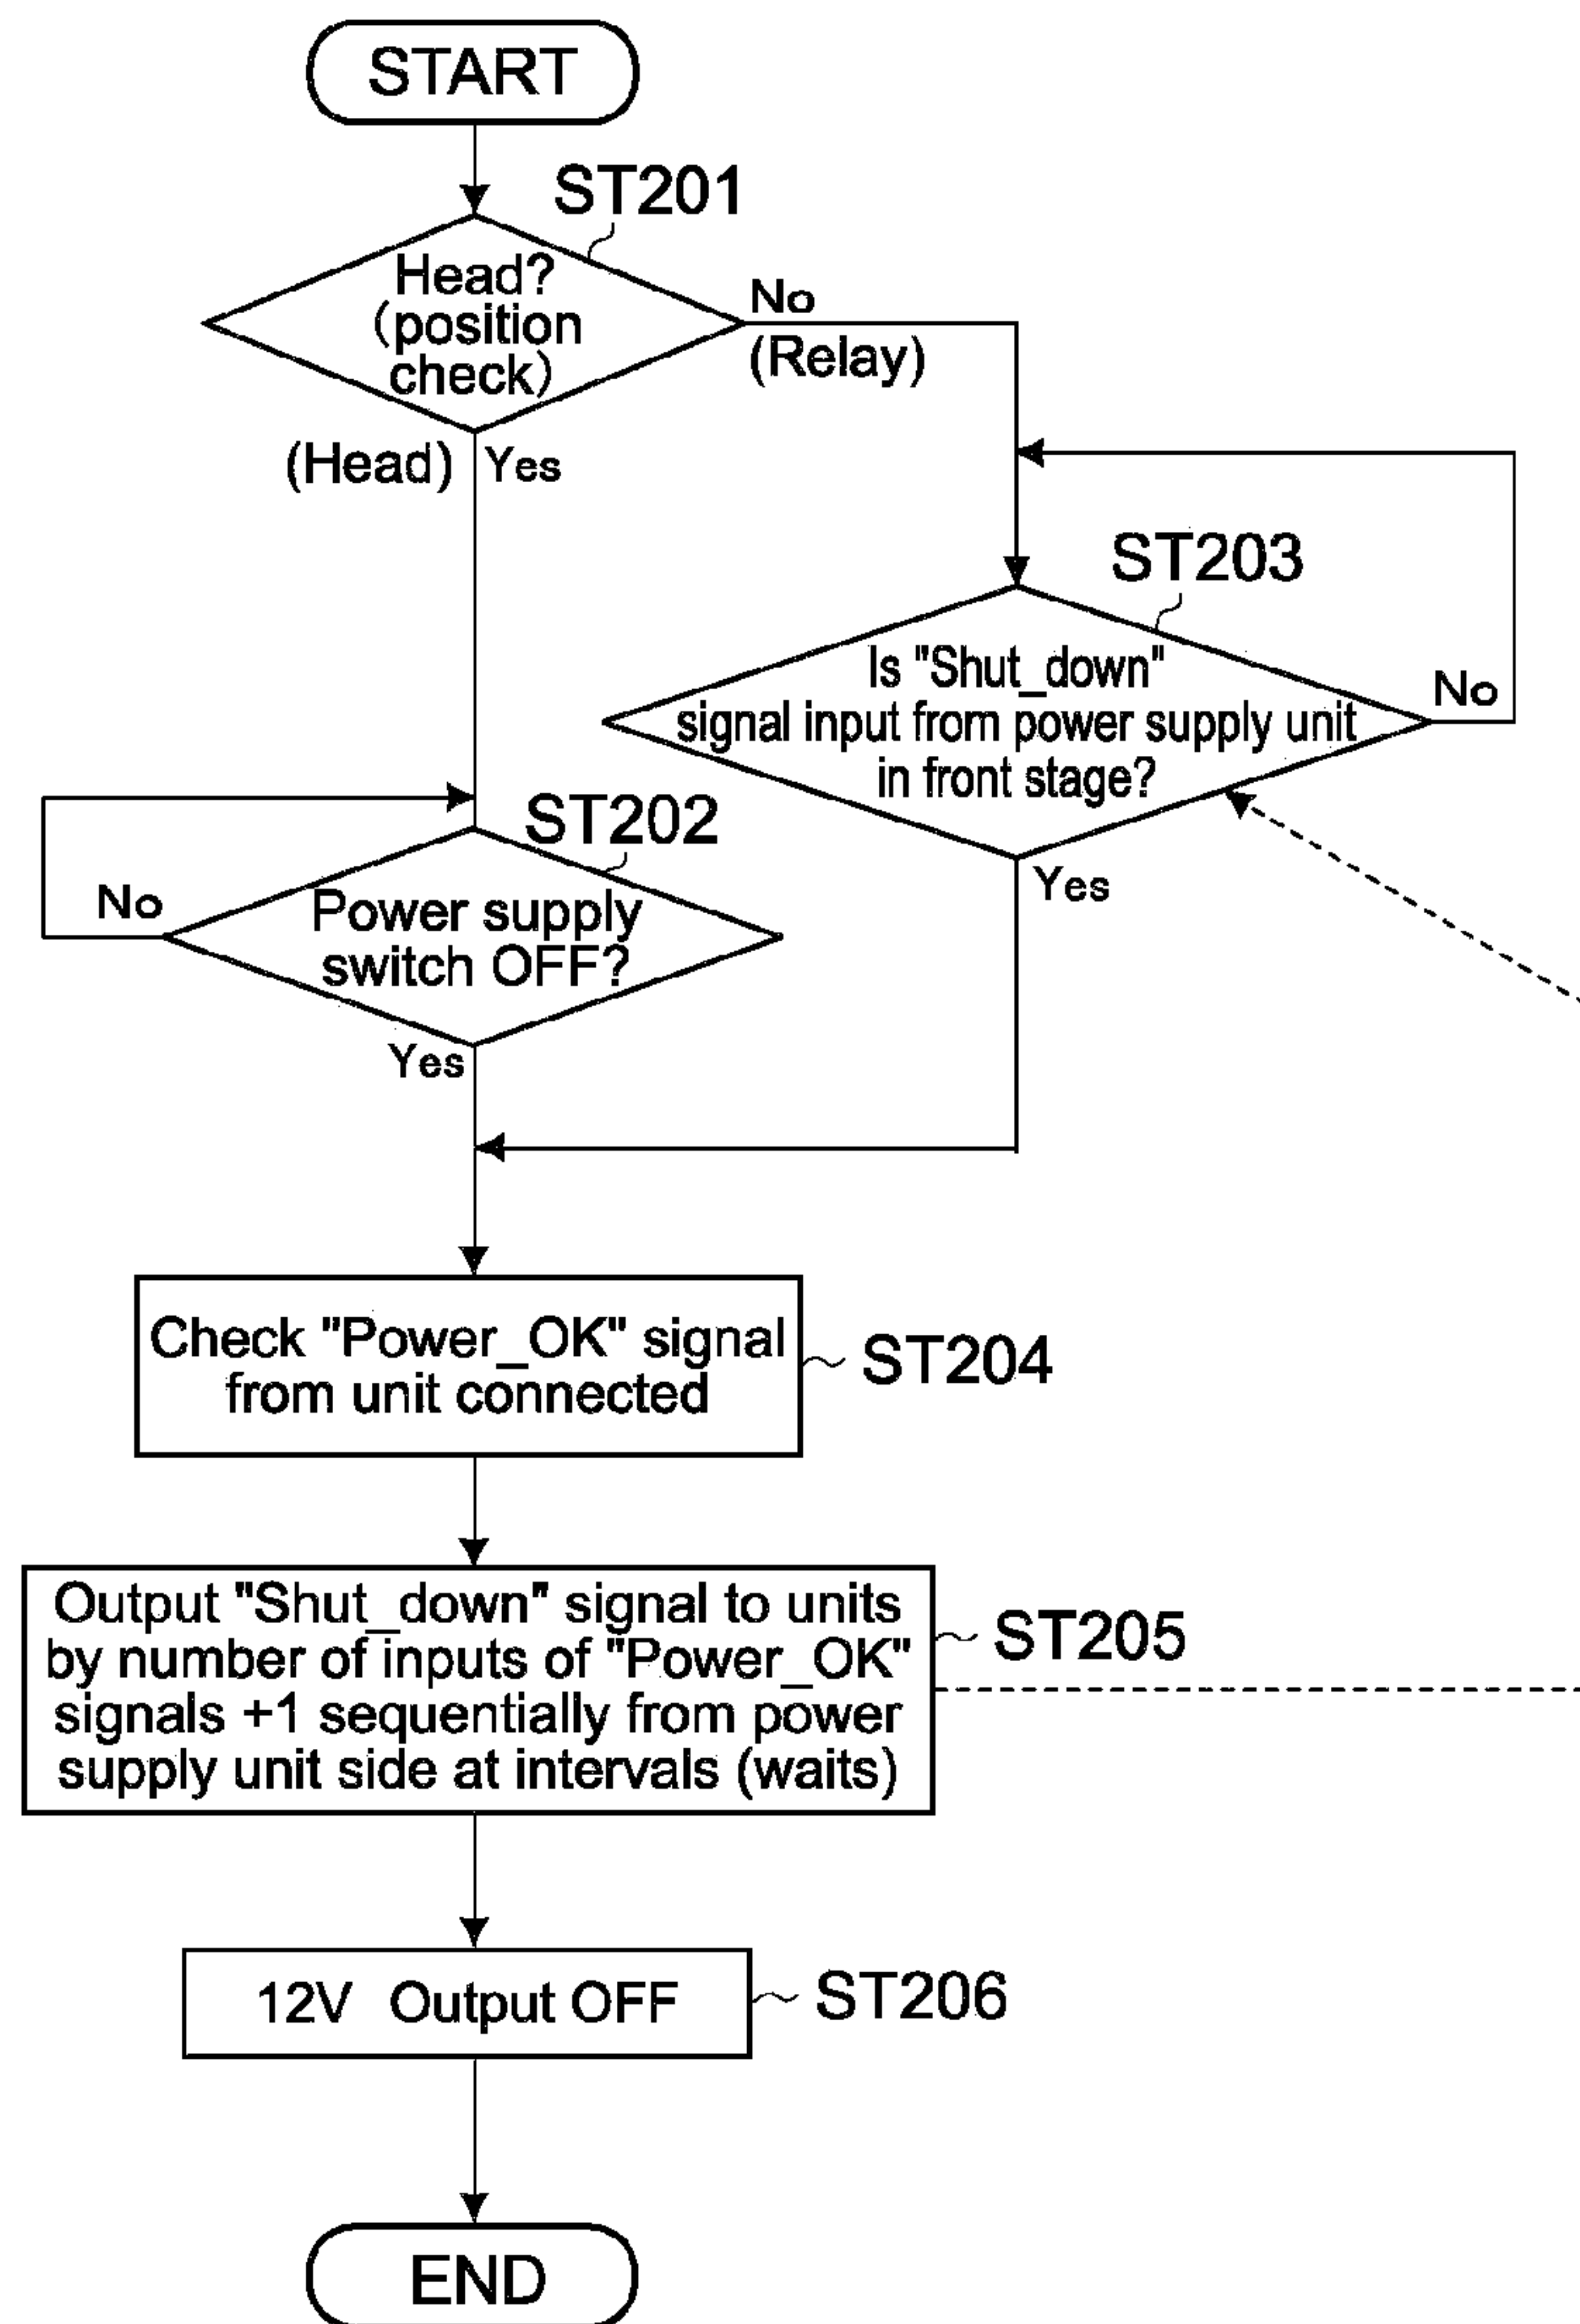 START
ST201
Head?
(position
check)
No
(Relay)
(Head)
Yes
ST203
Is "Shut_down"
signal input from power supply unit
in front stage?
No
Yes
ST202
Power supply
switch OFF?
No
Yes
Check "Power_OK" signal
from unit connected
ST204
Output "Shut_down" signal to units
by number of inputs of "Power_OK"
signals +1 sequentially from power
supply unit side at intervals (waits)
ST205
12V Output OFF
ST206
END